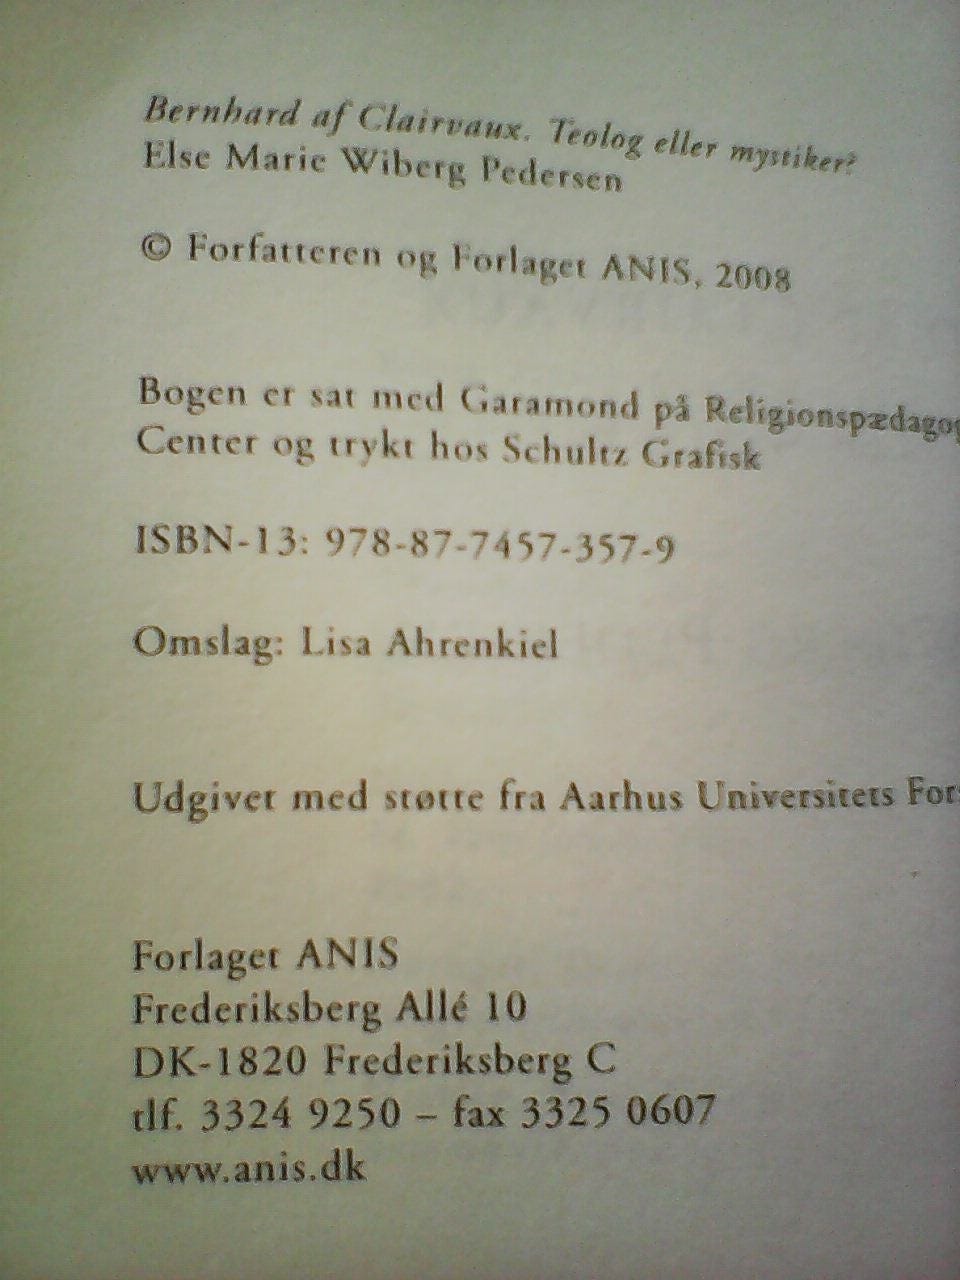 Bernhard af Clairvaux. Teolog eller mystiker?
Else Marie Wiberg Pedersen
© Forfatteren og Forlaget ANIS, 2008
Bogen er sat med Garamond på
Center og trykt hos Schultz Grafisk
ISBN-13: 978-87-7457-357-9
Omslag: Lisa Ahrenkiel
Udgivet med støtte fra Aarhus Universitets
Forlaget ANIS
Frederiksberg Allé 10
DK-1820 Frederiksberg C
tlf. 3324 9250 – fax 3325 0607
www.anis.dk